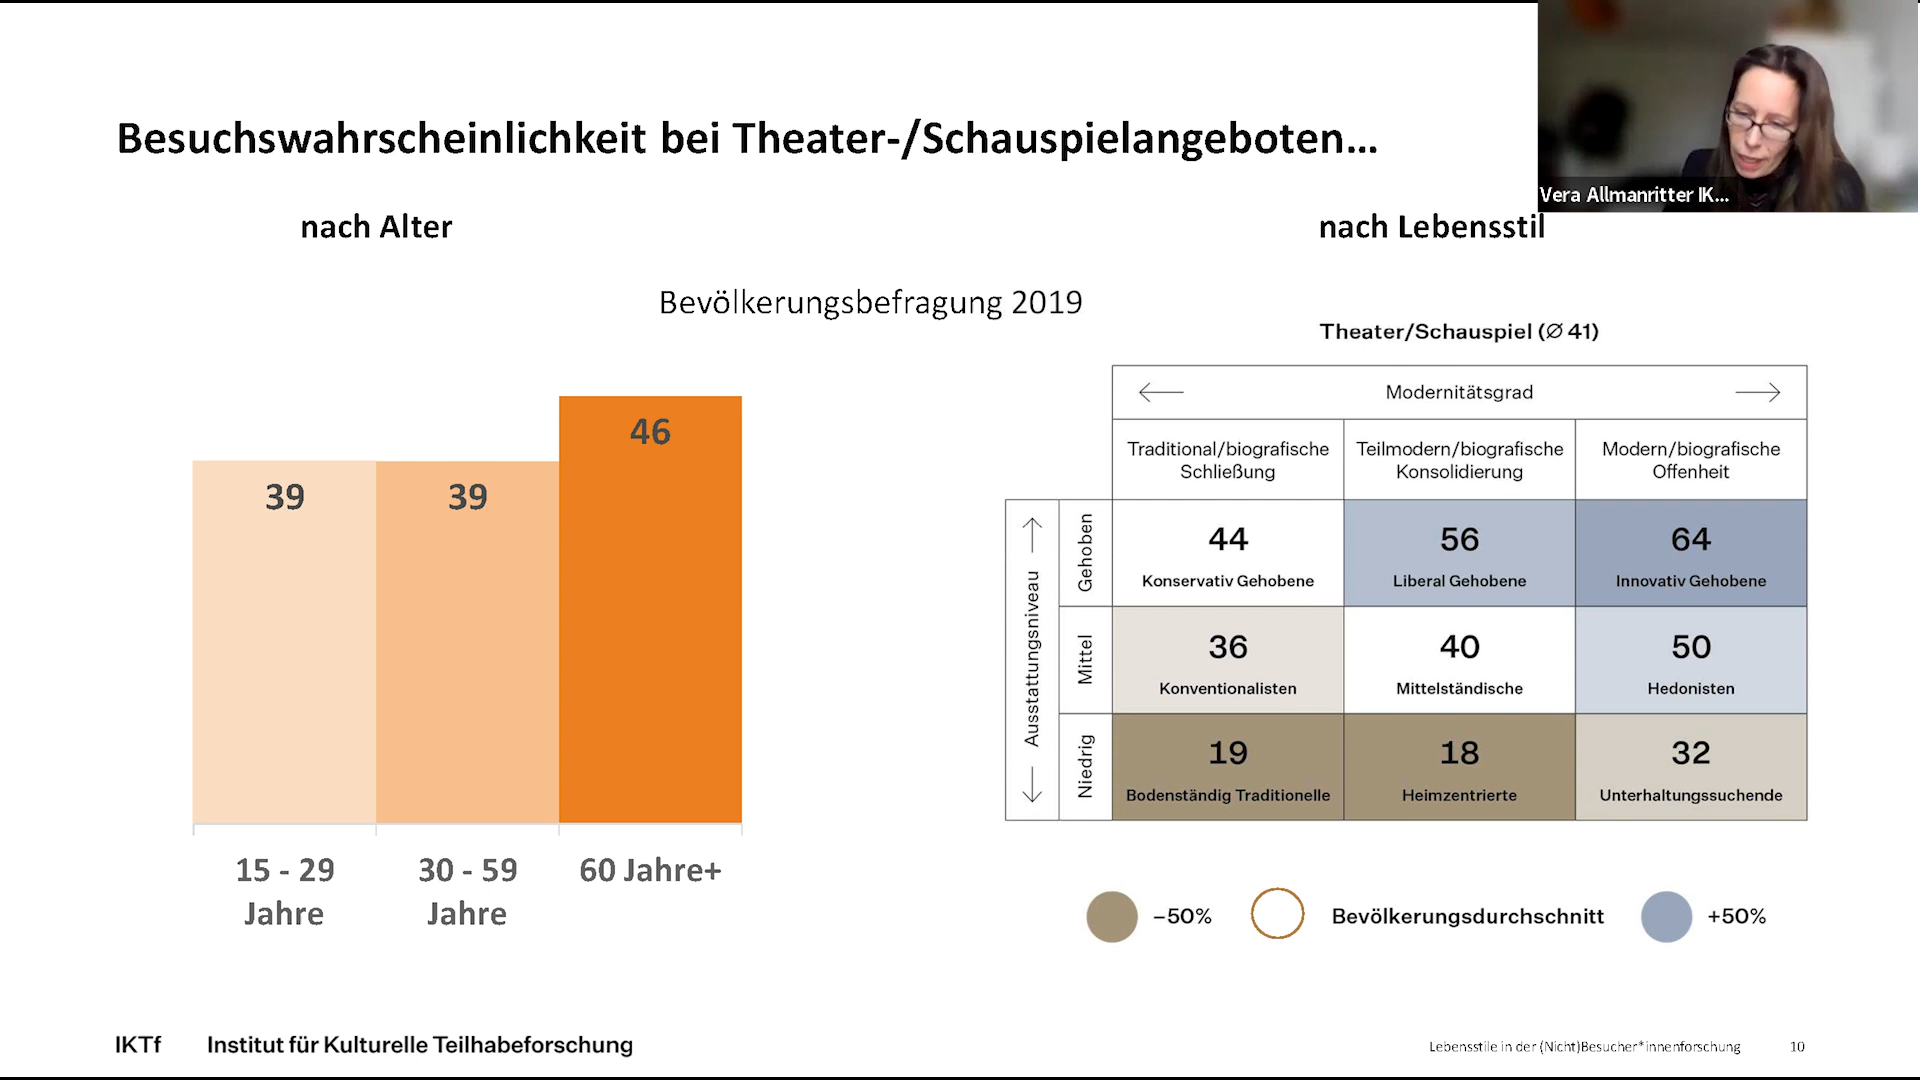 Besuchswahrscheinlichkeit bei Theater-/Schauspielangeboten...
Vera Allmanritter IK...
nach Alter
nach Lebensstil
Bevölkerungsbefragung 2019
39
39
46
15 - 29
Jahre
30 - 59
Jahre
60 Jahre+
Theater/Schauspiel (∅ 41)
← Modernitätsgrad →
Traditional/biografische
Schließung
Teilmodern/biografische
Konsolidierung
Modern/biografische
Offenheit
← Ausstattungsniveau →
Gehoben
44
Konservativ Gehobene
56
Liberal Gehobene
64
Innovativ Gehobene
Mittel
36
Konventionalisten
40
Mittelständische
50
Hedonisten
Niedrig
19
Bodenständig Traditionelle
18
Heimzentrierte
32
Unterhaltungssuchende
–50%
Bevölkerungsdurchschnitt
+50%
IKTf Institut für Kulturelle Teilhabeforschung
Lebensstile in der (Nicht)Besucher*innenforschung 10